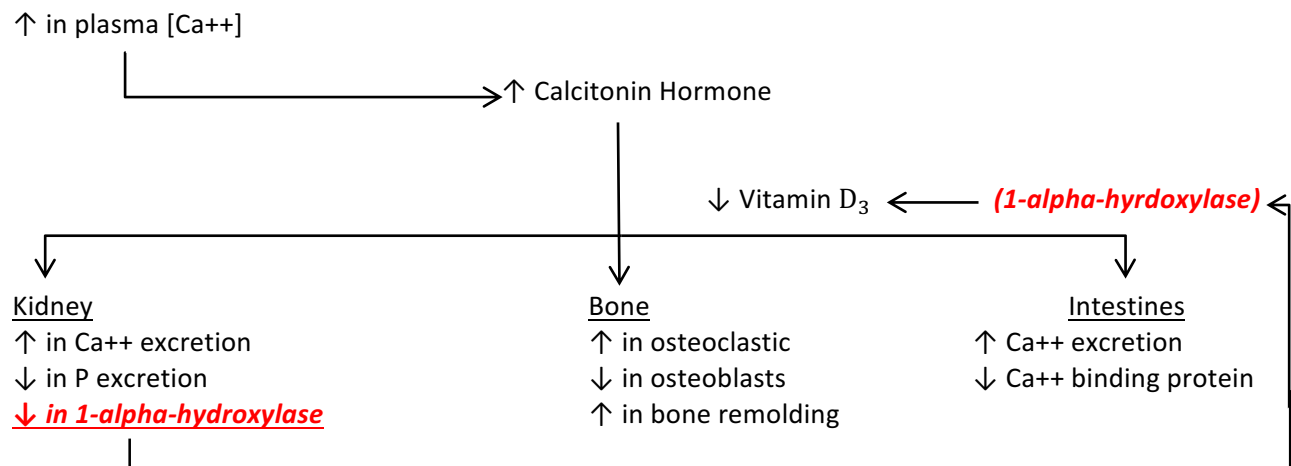 ↑ in plasma [Ca++]
↑ Calcitonin Hormone
↓ Vitamin D₃
(1-alpha-hyrdoxylase)
Kidney
↑ in Ca++ excretion
↓ in P excretion
↓ in 1-alpha-hydroxylase
Bone
↑ in osteoclastic
↓ in osteoblasts
↑ in bone remolding
Intestines
↑ Ca++ excretion
↓ Ca++ binding protein